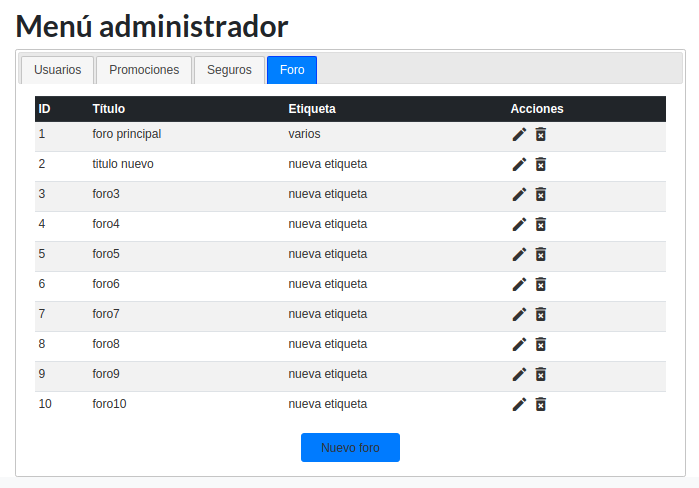 Menú administrador
Usuarios Promociones Seguros Foro
ID Título Etiqueta Acciones
1 foro principal varios
2 titulo nuevo nueva etiqueta
3 foro3 nueva etiqueta
4 foro4 nueva etiqueta
5 foro5 nueva etiqueta
6 foro6 nueva etiqueta
7 foro7 nueva etiqueta
8 foro8 nueva etiqueta
9 foro9 nueva etiqueta
10 foro10 nueva etiqueta
Nuevo foro